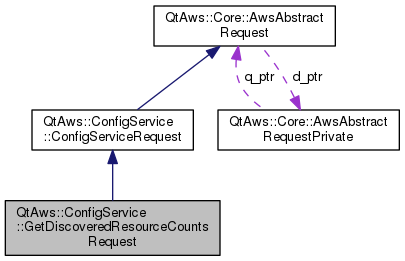 QtAws::Core::AwsAbstract
Request
q_ptr
d_ptr
QtAws::ConfigService
::ConfigServiceRequest
QtAws::Core::AwsAbstract
RequestPrivate
QtAws::ConfigService
::GetDiscoveredResourceCounts
Request